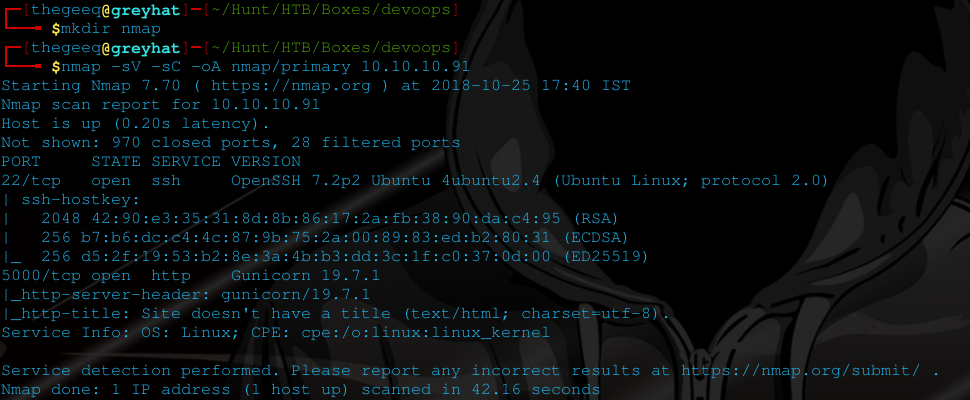 ┌─[thegeeq@greyhat]─[~/Hunt/HTB/Boxes/devoops]
└──╼ $mkdir nmap
┌─[thegeeq@greyhat]─[~/Hunt/HTB/Boxes/devoops]
└──╼ $nmap -sV -sC -oA nmap/primary 10.10.10.91
Starting Nmap 7.70 ( https://nmap.org ) at 2018-10-25 17:40 IST
Nmap scan report for 10.10.10.91
Host is up (0.20s latency).
Not shown: 970 closed ports, 28 filtered ports
PORT     STATE SERVICE VERSION
22/tcp   open  ssh     OpenSSH 7.2p2 Ubuntu 4ubuntu2.4 (Ubuntu Linux; protocol 2.0)
| ssh-hostkey:
|   2048 42:90:e3:35:31:8d:8b:86:17:2a:fb:38:90:da:c4:95 (RSA)
|   256 b7:b6:dc:c4:4c:87:9b:75:2a:00:89:83:ed:b2:80:31 (ECDSA)
|_  256 d5:2f:19:53:b2:8e:3a:4b:b3:dd:3c:1f:c0:37:0d:00 (ED25519)
5000/tcp open  http    Gunicorn 19.7.1
|_http-server-header: gunicorn/19.7.1
|_http-title: Site doesn't have a title (text/html; charset=utf-8).
Service Info: OS: Linux; CPE: cpe:/o:linux:linux_kernel
Service detection performed. Please report any incorrect results at https://nmap.org/submit/ .
Nmap done: 1 IP address (1 host up) scanned in 42.16 seconds